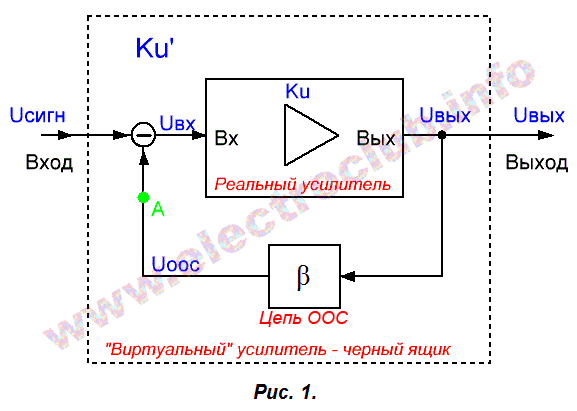 Ku'
Uсигн
Вход
Uвх
Ku
Вх
Вых
Реальный усилитель
Uвых
Uвых
Выход
A
Uоос
β
Цепь ООС
"Виртуальный" усилитель - черный ящик
www.electroclub.info
Рис. 1.